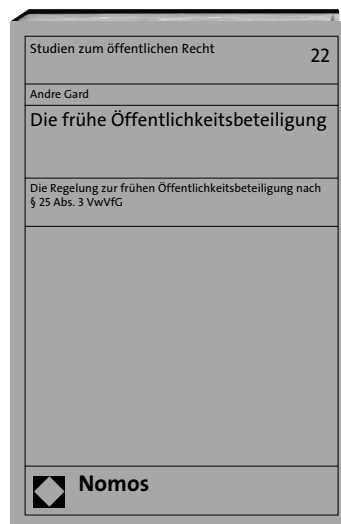 Studien zum öffentlichen Recht
22
Andre Gard
Die frühe Öffentlichkeitsbeteiligung
Die Regelung zur frühen Öffentlichkeitsbeteiligung nach
§ 25 Abs. 3 VwVfG
Nomos